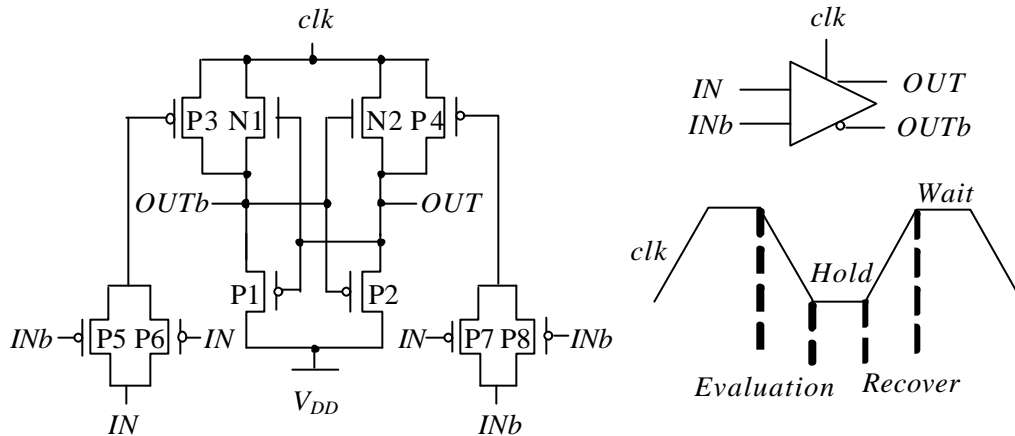 clk
P3 N1
N2 P4
OUTb
OUT
P1
P2
INb
P5 P6
IN
IN
P7 P8
INb
V_DD
IN
INb
clk
IN
OUT
INb
OUTb
Wait
clk
Hold
Evaluation
Recover